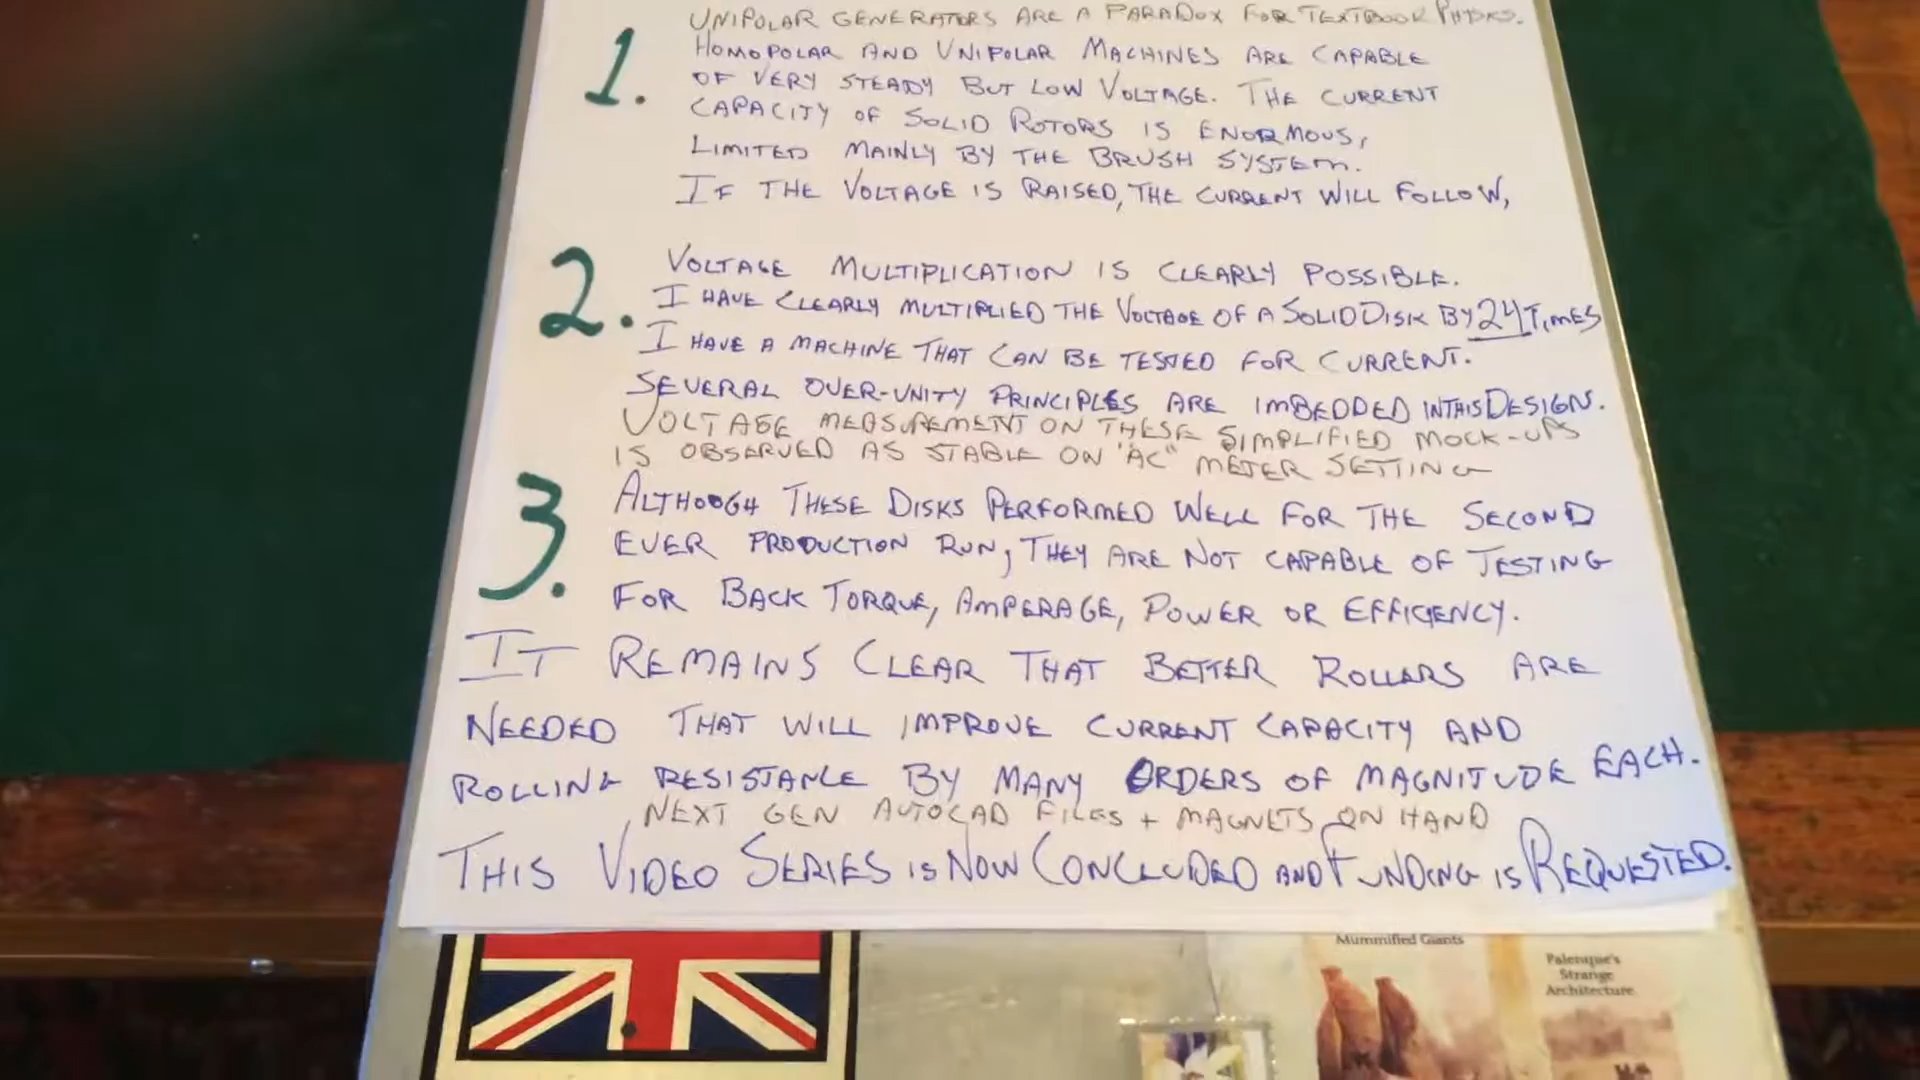 UNIPOLAR GENERATORS ARE A PARADOX FOR TEXTBOOK PHYSICS.
1. HOMOPOLAR AND UNIPOLAR MACHINES ARE CAPABLE
OF VERY STEADY BUT LOW VOLTAGE. THE CURRENT
CAPACITY OF SOLID ROTORS IS ENORMOUS,
LIMITED MAINLY BY THE BRUSH SYSTEM.
IF THE VOLTAGE IS RAISED, THE CURRENT WILL FOLLOW,
2. VOLTAGE MULTIPLICATION IS CLEARLY POSSIBLE.
I HAVE CLEARLY MULTIPLIED THE VOLTAGE OF A SOLID DISK BY 24 TIMES
I HAVE A MACHINE THAT CAN BE TESTED FOR CURRENT.
SEVERAL OVER-UNITY PRINCIPLES ARE IMBEDDED IN THIS DESIGN.
VOLTAGE MEASUREMENT ON THESE SIMPLIFIED MOCK-UPS
IS OBSERVED AS STABLE ON "AC" METER SETTING
3. ALTHOUGH THESE DISKS PERFORMED WELL FOR THE SECOND
EVER PRODUCTION RUN, THEY ARE NOT CAPABLE OF TESTING
FOR BACK TORQUE, AMPERAGE, POWER OR EFFICIENCY.
IT REMAINS CLEAR THAT BETTER ROLLARS ARE
NEEDED THAT WILL IMPROVE CURRENT CAPACITY AND
ROLLING RESISTANCE BY MANY ORDERS OF MAGNITUDE EACH.
NEXT GEN AUTOCAD FILES + MAGNETS ON HAND
THIS VIDEO SERIES IS NOW CONCLUDED AND FUNDING IS REQUESTED.
Mummified Giants
Palenque's
Strange
Architecture